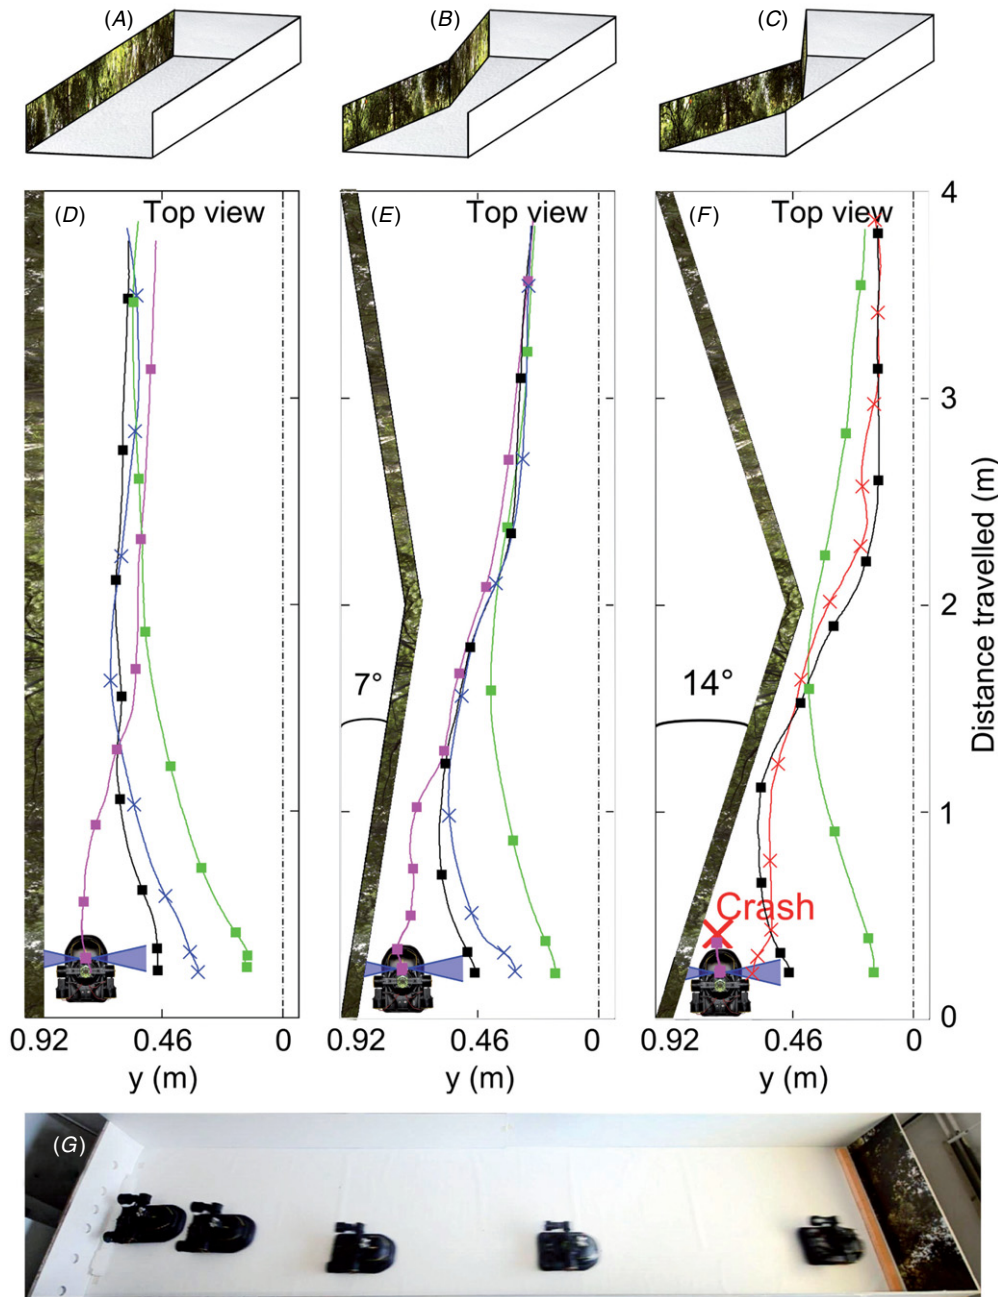 (A)
(B)
(C)
(D)
Top view
(E)
Top view
(F)
Top view
4
3
2
1
0
Distance travelled (m)
7°
14°
Crash
0.92
0.46
0
y (m)
0.92
0.46
0
y (m)
0.92
0.46
0
y (m)
(G)